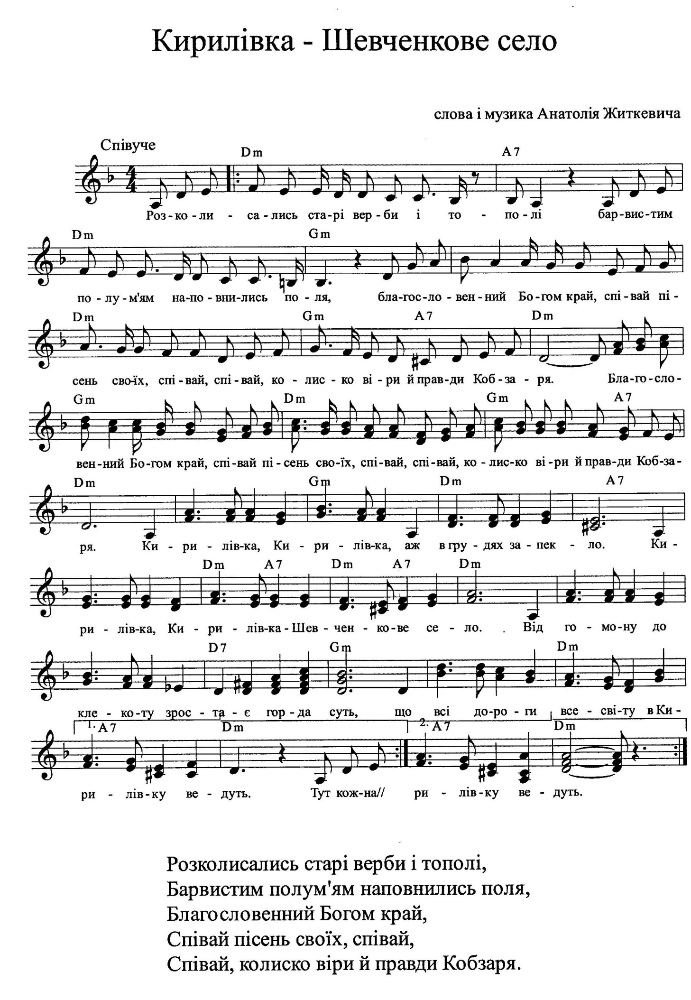 Кирилівка - Шевченкове село
слова і музика Анатолія Житкевича
Співуче
Dm A7
Роз-ко-ли - са-лись ста-рі вер-би і то - по-лі бар-вис-тим
Dm Gm
по-лу-м'ям на-по-вни-лись по-ля, бла-гос-ло-вен-ний Бо-гом край, спі-вай пі-
Dm Gm A7 Dm
сень сво-їх, спі-вай, спі-вай, ко - лис - ко ві-ри й прав-ди Коб-за - ря. Бла-го-сло-
Gm Dm Gm A7
вен-ний Бо-гом край, спі-вай пі-сень сво-їх, спі-вай, спі-вай, ко-лис-ко ві-ри й прав-ди Коб-за-
Dm Gm Dm A7
ря. Ки - ри - лів-ка, Ки - ри - лів-ка, аж в гру-дях за-пек - ло. Ки -
Dm A7 Dm A7 Dm
ри - лів-ка, Ки - ри - лів-ка-Шев - чен - ко-ве се - ло. Від го - мо-ну до
D7 Gm Dm
кле - ко-ту зрос - та - є гор-да суть, що всі до-ро-ги все - сві-ту в Ки -
1. A7 Dm 2. A7 Dm
ри - лів-ку ве - дуть. Тут кож-на// ри - лів-ку ве - дуть.
Розколисались старі верби і тополі,
Барвистим полум'ям наповнились поля,
Благословенний Богом край,
Співай пісень своїх, співай,
Співай, колиско віри й правди Кобзаря.